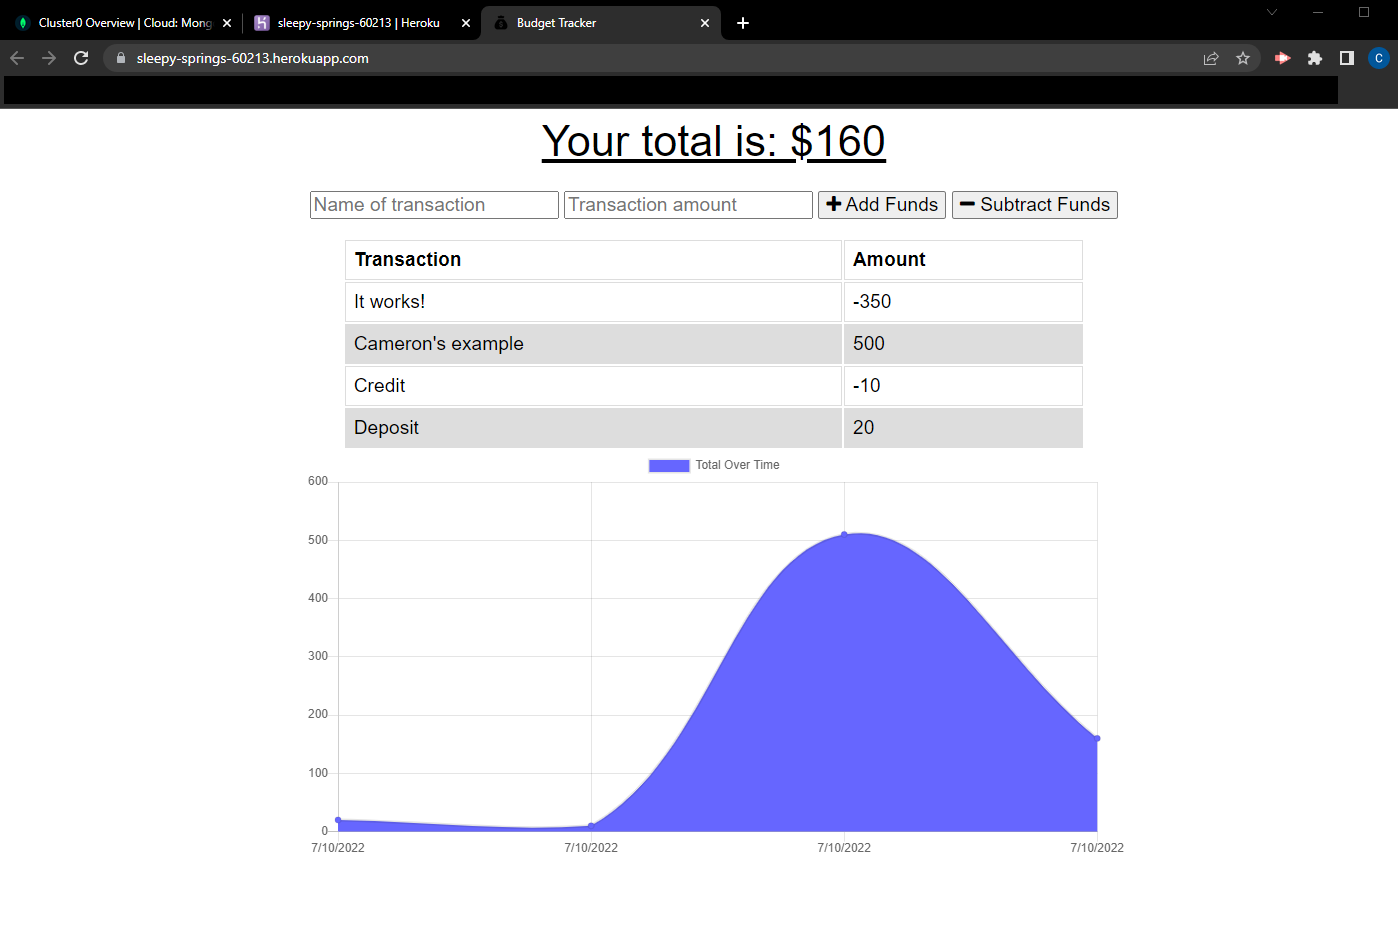 Cluster0 Overview | Cloud: Mong
sleepy-springs-60213 | Heroku
Budget Tracker
sleepy-springs-60213.herokuapp.com
C
Your total is: $160
Name of transaction Transaction amount Add Funds Subtract Funds
Transaction Amount
It works! -350
Cameron's example 500
Credit -10
Deposit 20
Total Over Time
600
500
400
300
200
100
0
7/10/2022 7/10/2022 7/10/2022 7/10/2022